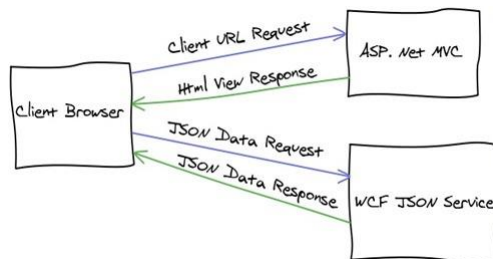 Client URL Request
ASP. Net MVC
Html View Response
Client Browser
JSON Data Request
JSON Data Response
WCF JSON Service